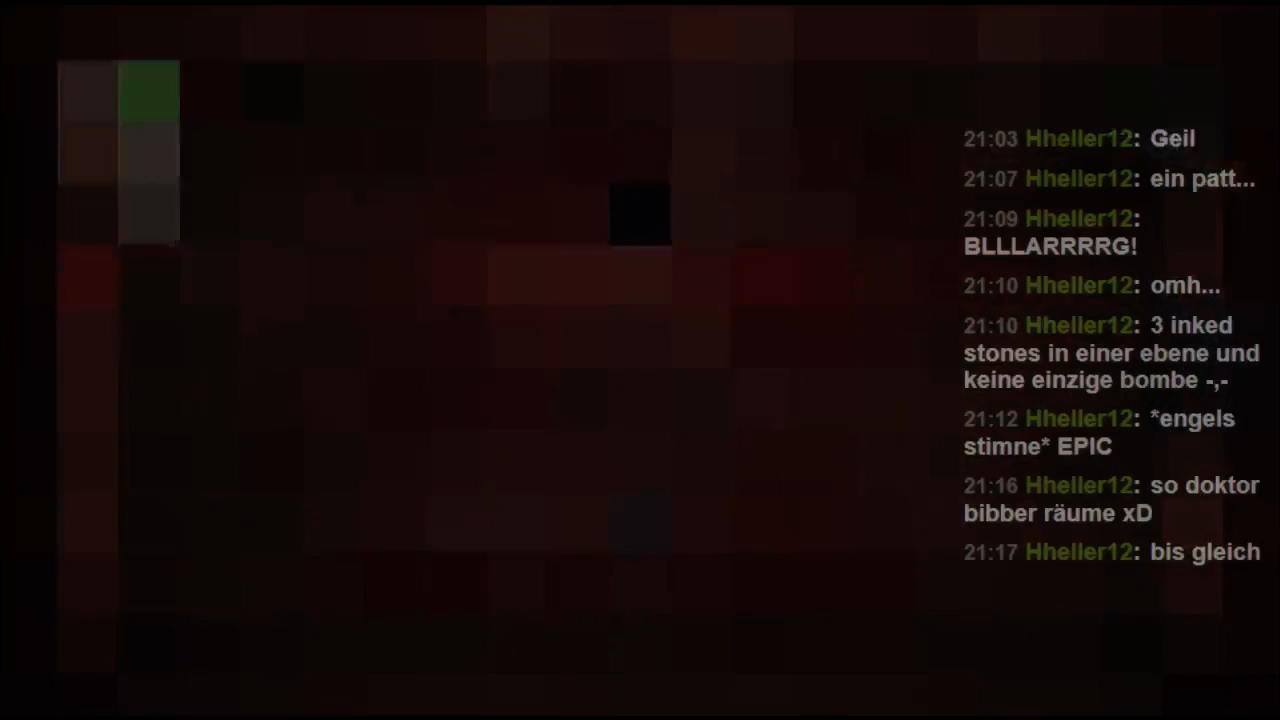 21:03 Hheller12: Geil
21:07 Hheller12: ein patt...
21:09 Hheller12:
BLLLARRRRG!
21:10 Hheller12: omh...
21:10 Hheller12: 3 inked
stones in einer ebene und
keine einzige bombe -,-
21:12 Hheller12: *engels
stimne* EPIC
21:16 Hheller12: so doktor
bibber räume xD
21:17 Hheller12: bis gleich